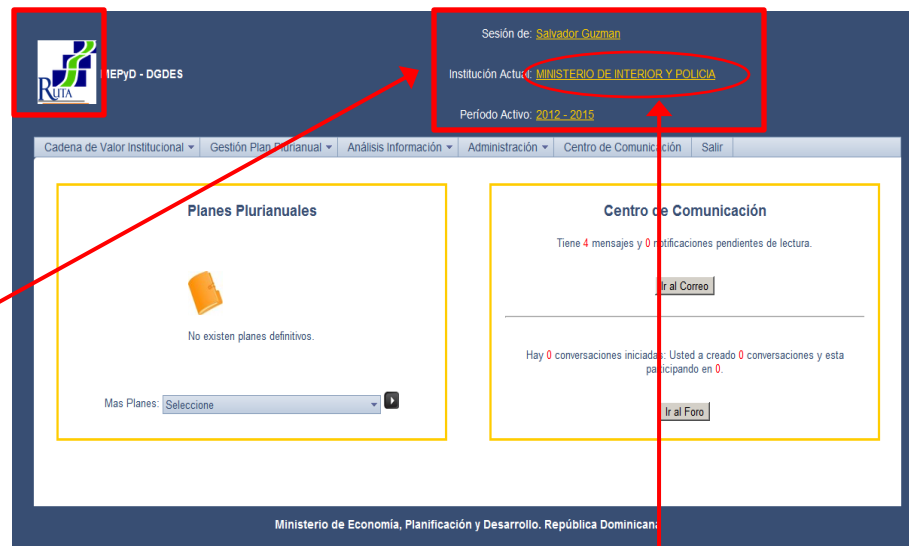 Sesión de: Salvador Guzman
RUTA
MEPyD - DGDES
Institución Actual: MINISTERIO DE INTERIOR Y POLICIA
Período Activo: 2012 - 2015
Cadena de Valor Institucional Gestión Plan Plurianual Análisis Información Administración Centro de Comunicación Salir
Planes Plurianuales
No existen planes definitivos.
Mas Planes: Seleccione
Centro de Comunicación
Tiene 4 mensajes y 0 notificaciones pendientes de lectura.
Ir al Correo
Hay 0 conversaciones iniciadas: Usted a creado 0 conversaciones y esta
participando en 0.
Ir al Foro
Ministerio de Economía, Planificación y Desarrollo. República Dominicana